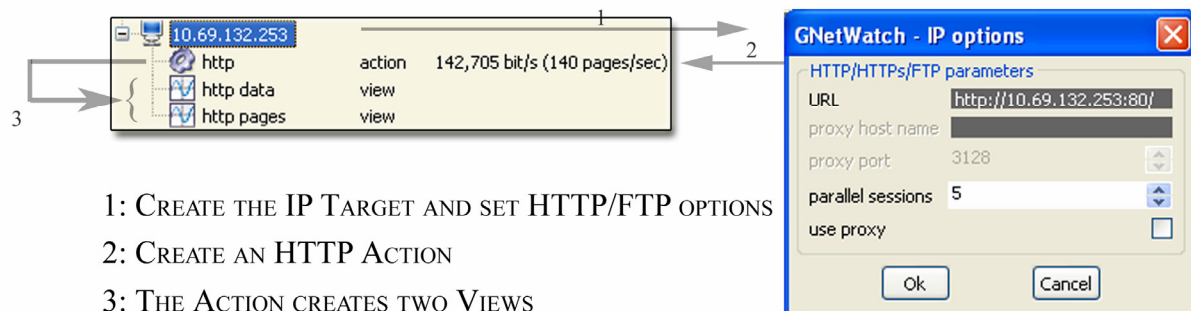 1
10.69.132.253
http action 142,705 bit/s (140 pages/sec)
http data view
http pages view
2
3
GNetWatch - IP options
HTTP/HTTPs/FTP parameters
URL http://10.69.132.253:80/
proxy host name
proxy port 3128
parallel sessions 5
use proxy
Ok Cancel
1: Create the IP Target and set HTTP/FTP options
2: Create an HTTP Action
3: The Action creates two Views